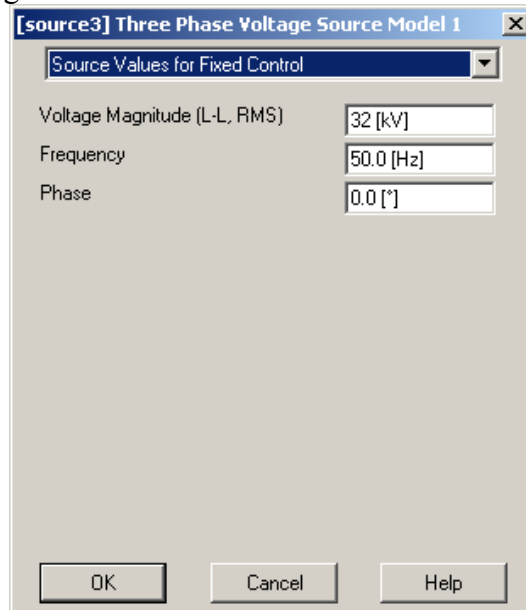 [source3] Three Phase Voltage Source Model 1
Source Values for Fixed Control
Voltage Magnitude (L-L, RMS) 32 [kV]
Frequency 50.0 [Hz]
Phase 0.0 [°]
OK Cancel Help